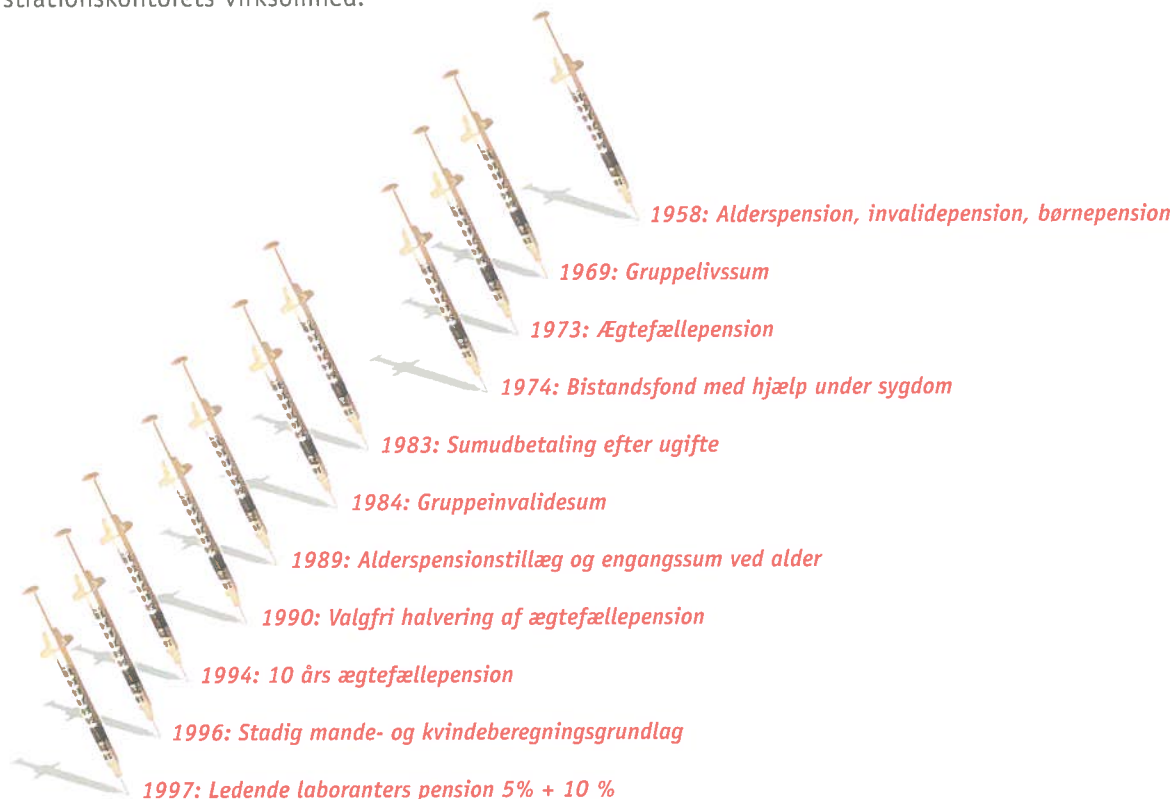 strationskontorets virksomhed.
1958: Alderspension, invalidepension, børnepension
1969: Gruppelivssum
1973: Ægtefællepension
1974: Bistandsfond med hjælp under sygdom
1983: Sumudbetaling efter ugifte
1984: Gruppeinvalidesum
1989: Alderspensionstillæg og engangssum ved alder
1990: Valgfri halvering af ægtefællepension
1994: 10 års ægtefællepension
1996: Stadig mande- og kvindeberegningsgrundlag
1997: Ledende laboranters pension 5% + 10 %